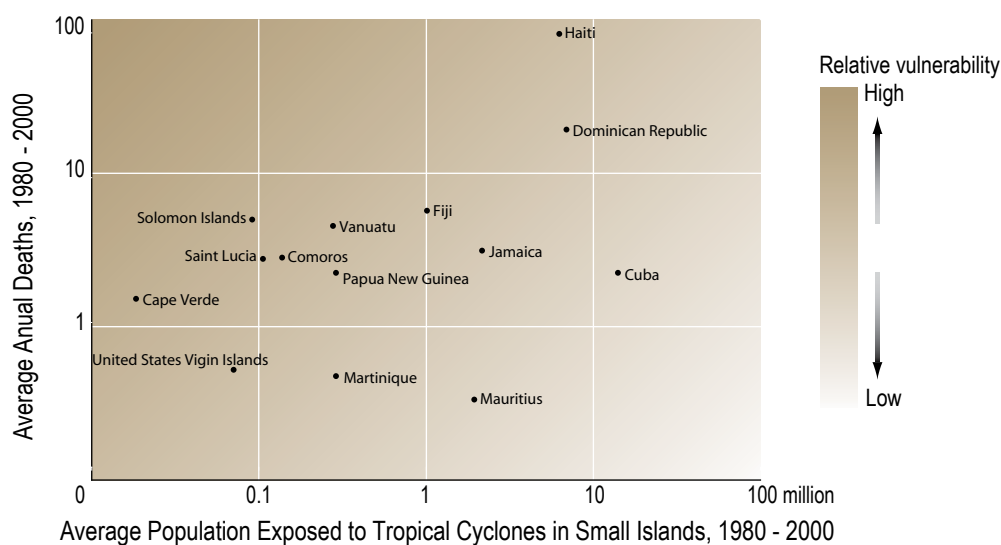 100
Haiti
Relative vulnerability
High
Dominican Republic
10
Average Anual Deaths, 1980 - 2000
Solomon Islands
Fiji
Vanuatu
Saint Lucia
Comoros
Jamaica
Papua New Guinea
Cuba
Cape Verde
1
United States Vigin Islands
Martinique
Mauritius
Low
0
0.1
1
10
100 million
Average Population Exposed to Tropical Cyclones in Small Islands, 1980 - 2000